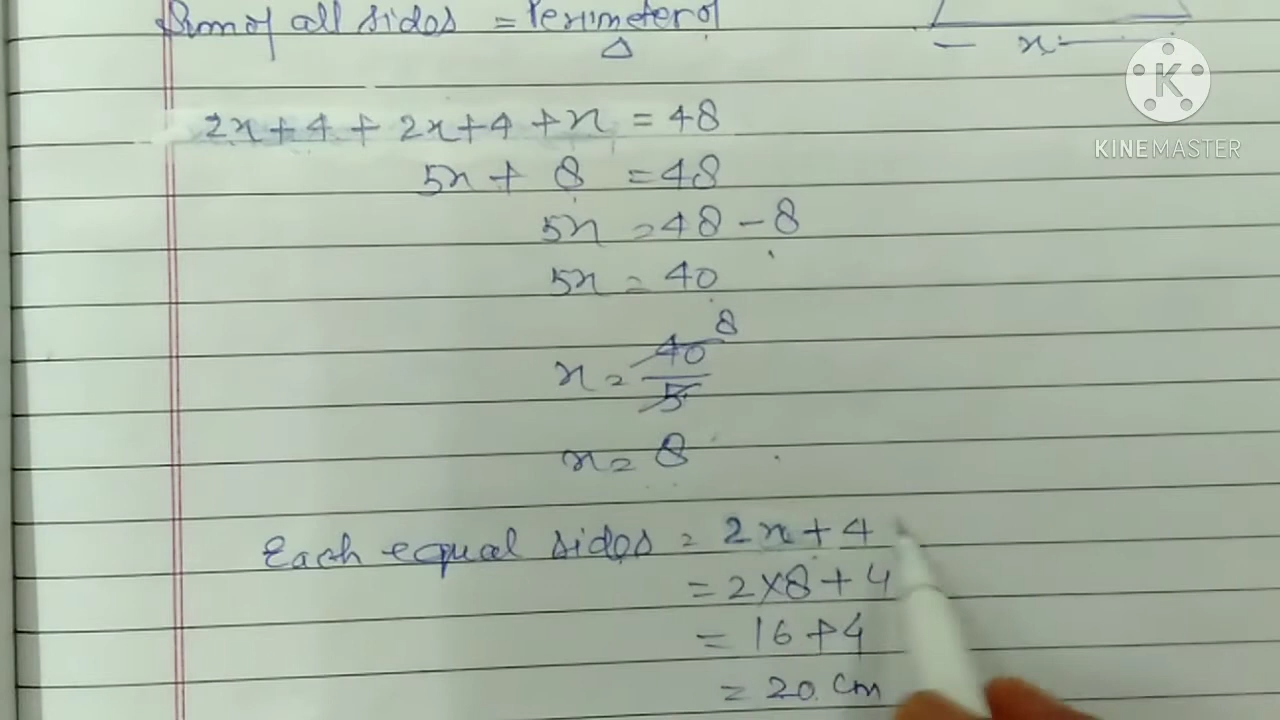 Sum of all sides = Perimeter of
Δ
x
K
KINEMASTER
2x+4 + 2x+4 + x = 48
5x + 8 = 48
5x = 48 - 8
5x = 40
8
x = 40/5
x = 8
Each equal sides = 2x+4
= 2×8+4
= 16+4
= 20 cm